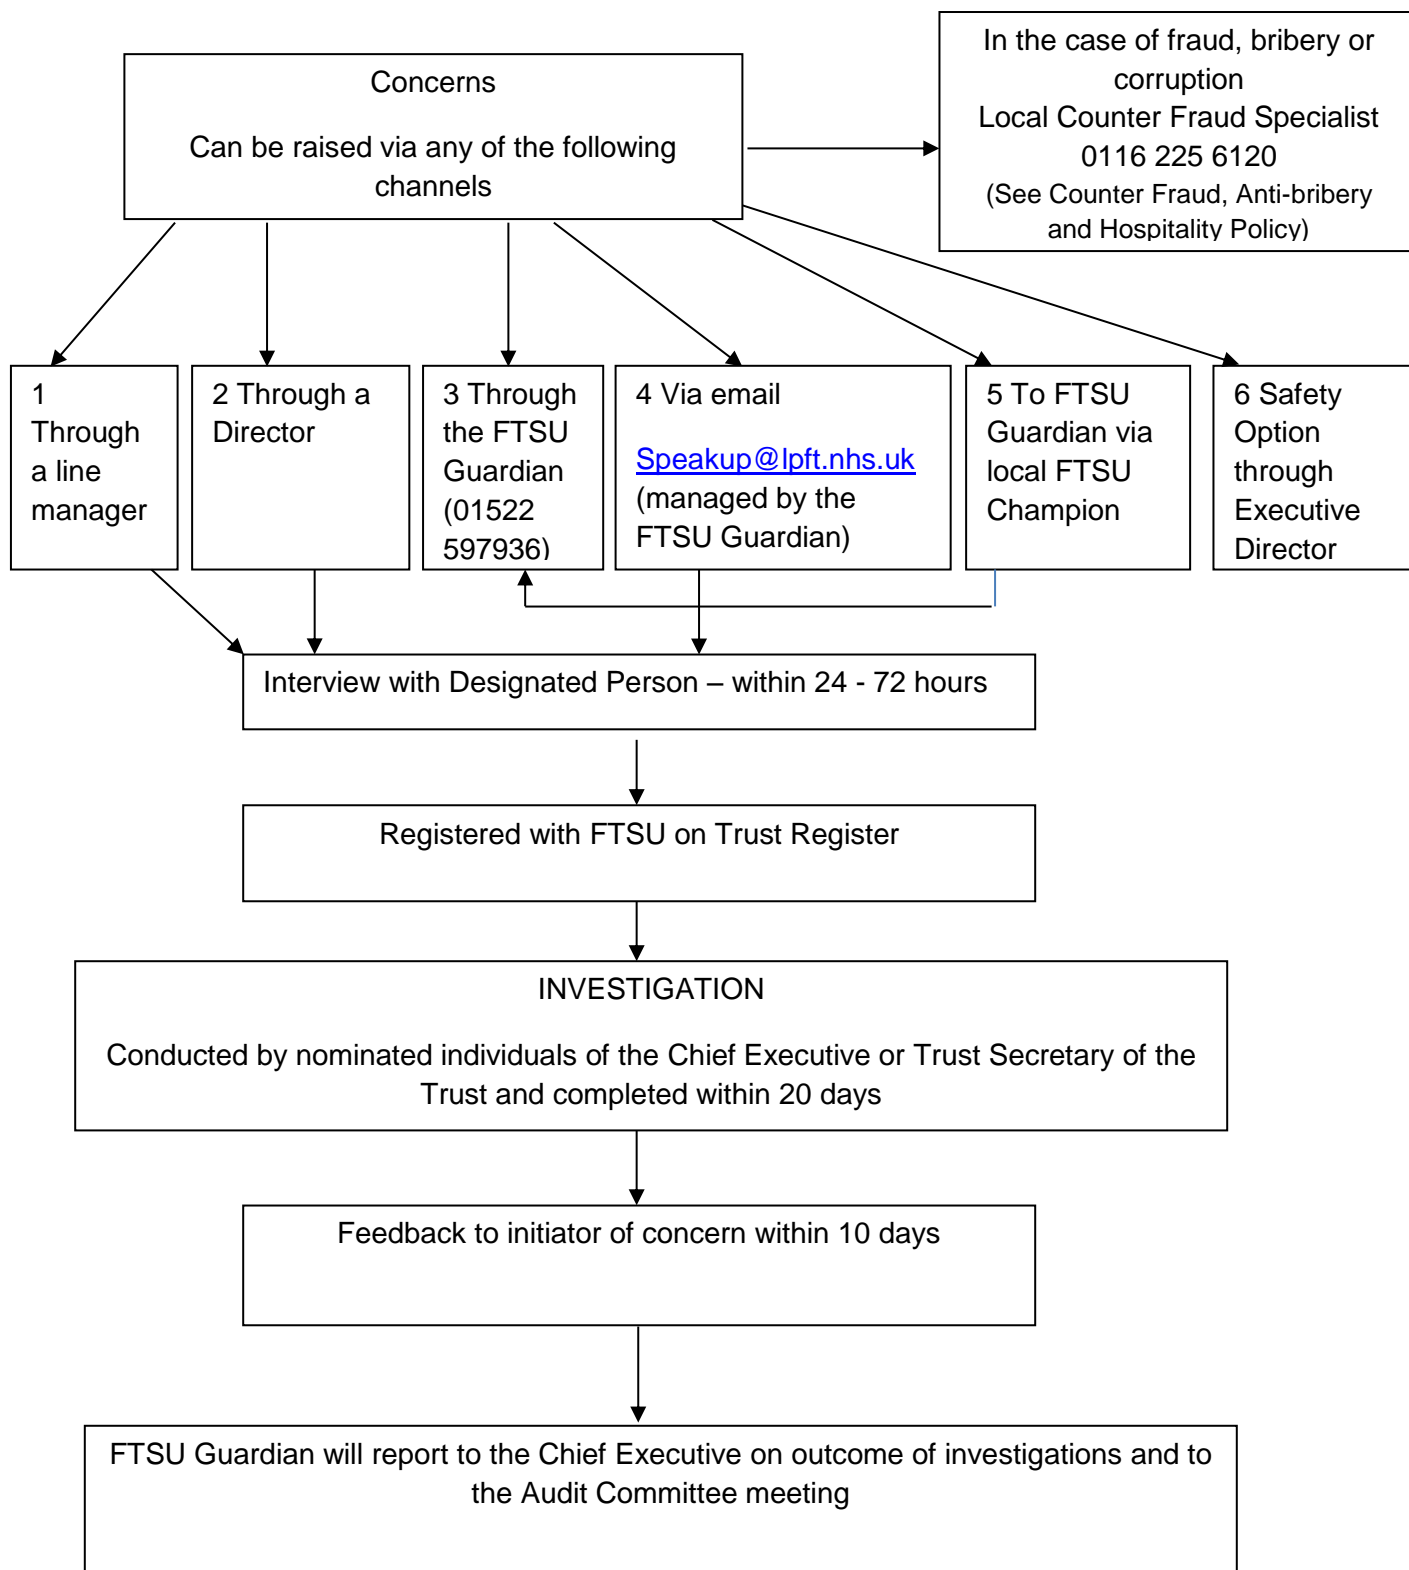 Concerns
Can be raised via any of the following
channels
In the case of fraud, bribery or
corruption
Local Counter Fraud Specialist
0116 225 6120
(See Counter Fraud, Anti-bribery
and Hospitality Policy)
1
Through
a line
manager
2 Through a
Director
3 Through
the FTSU
Guardian
(01522
597936)
4 Via email
Speakup@lpft.nhs.uk
(managed by the
FTSU Guardian)
5 To FTSU
Guardian via
local FTSU
Champion
6 Safety
Option
through
Executive
Director
Interview with Designated Person – within 24 - 72 hours
Registered with FTSU on Trust Register
INVESTIGATION
Conducted by nominated individuals of the Chief Executive or Trust Secretary of the
Trust and completed within 20 days
Feedback to initiator of concern within 10 days
FTSU Guardian will report to the Chief Executive on outcome of investigations and to
the Audit Committee meeting